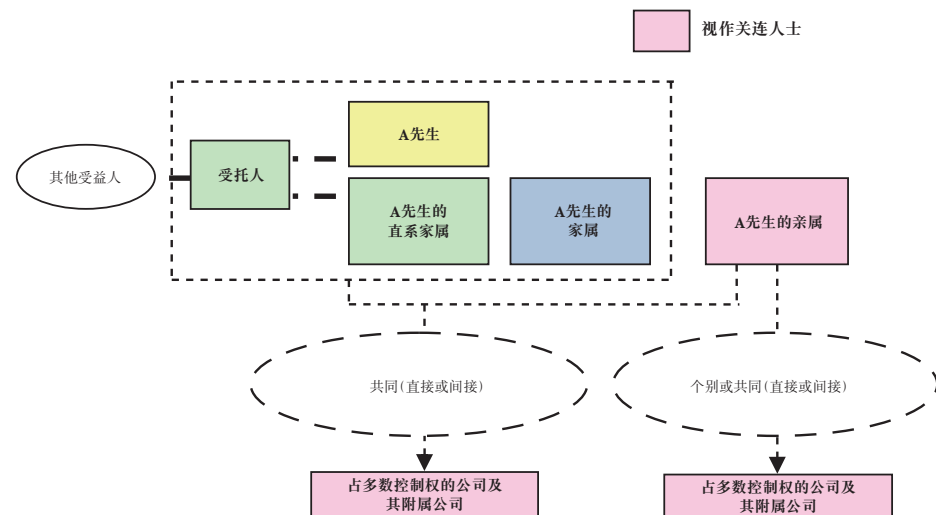 视作关连人士
A先生
其他受益人
受托人
A先生的
直系家属
A先生的
家属
A先生的亲属
共同(直接或间接)
个别或共同(直接或间接)
占多数控制权的公司及
其附属公司
占多数控制权的公司及
其附属公司